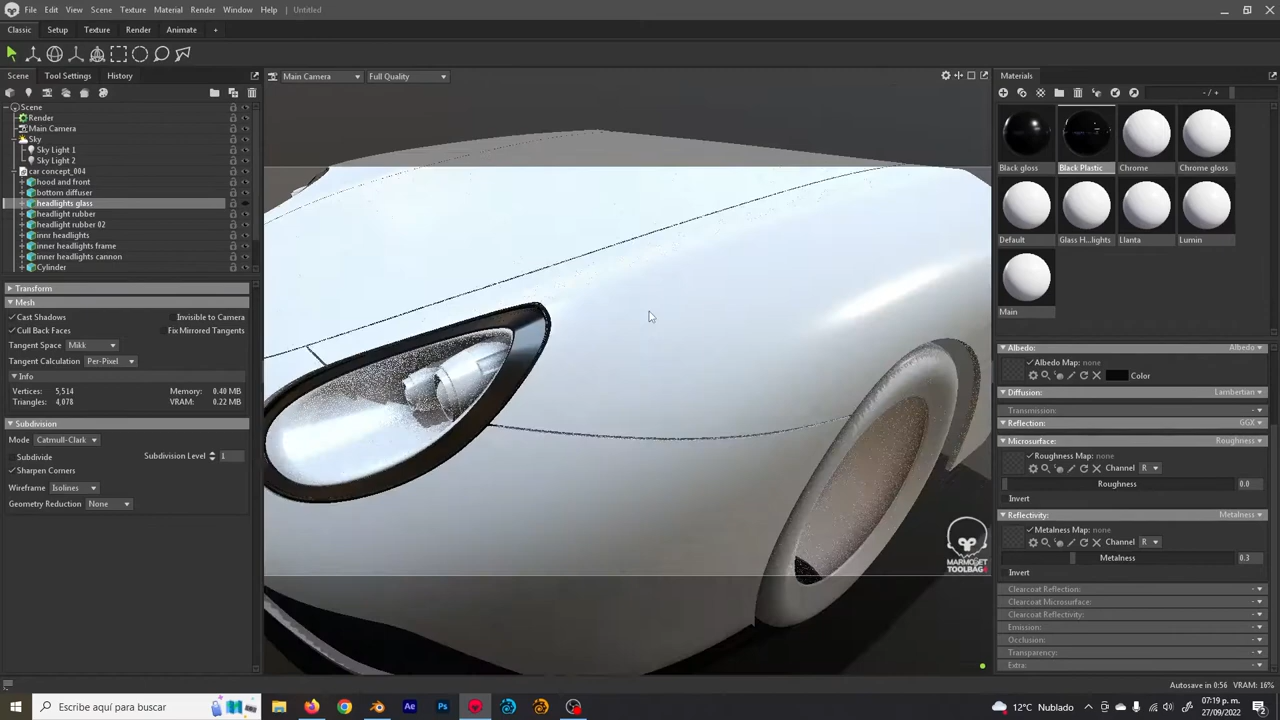 File Edit View Scene Texture Material Render Window Help Untitled
Classic Setup Texture Render Animate +
Scene Tool Settings History
Main Camera Full Quality
Materials
- / +
Scene
Render
Main Camera
Sky
Sky Light 1
Sky Light 2
car concept_004
hood and front
bottom diffuser
headlights glass
headlight rubber
headlight rubber 02
innr headlights
inner headlights frame
inner headlights cannon
Cylinder
Transform
Mesh
Cast Shadows Invisible to Camera
Cull Back Faces Fix Mirrored Tangents
Tangent Space Mikk
Tangent Calculation Per-Pixel
Info
Vertices: 5,514 Memory: 0.40 MB
Triangles: 4,078 VRAM: 0.22 MB
Subdivision
Mode Catmull-Clark
Subdivide Subdivision Level 1
Sharpen Corners
Wireframe Isolines
Geometry Reduction None
MARMOSET
TOOLBAG
Black gloss Black Plastic Chrome Chrome gloss
Default Glass H...lights Llanta Lumin
Main
Albedo: Albedo
Albedo Map: none
Color
Diffusion: Lambertian
Transmission:
Reflection: GGX
Microsurface: Roughness
Roughness Map: none
Channel R
Roughness 0.0
Invert
Reflectivity: Metalness
Metalness Map: none
Channel R
Metalness 0.3
Invert
Clearcoat Reflection:
Clearcoat Microsurface:
Clearcoat Reflectivity:
Emission:
Occlusion:
Transparency:
Extra:
Autosave in 0:56 VRAM: 16%
Escribe aquí para buscar
Ae Ps
12°C Nublado
07:19 p. m.
27/09/2022
2